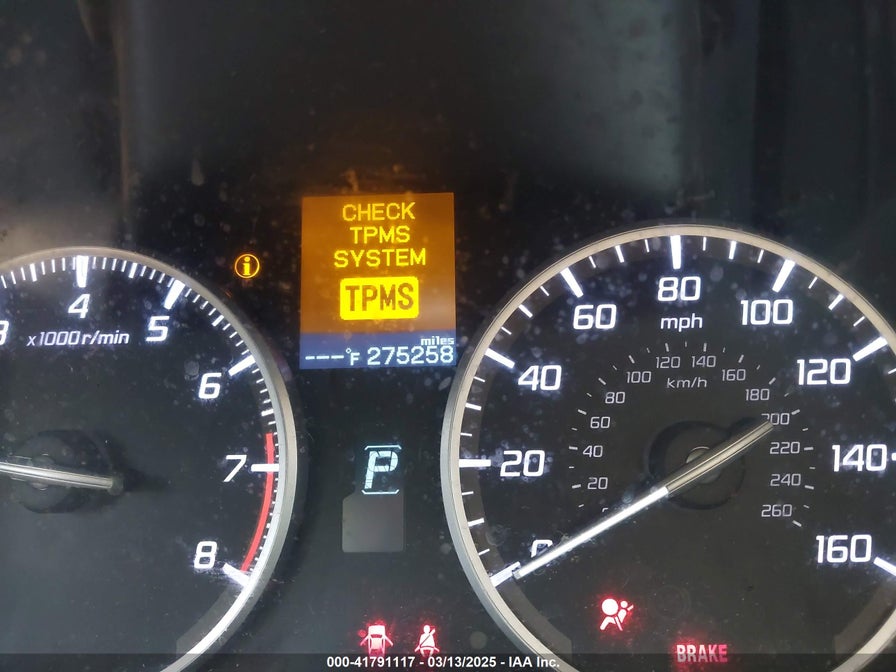 CHECK
TPMS
SYSTEM
TPMS
miles
---°F 275258
P
4
x1000r/min
5
6
7
8
0
20
40
60
80
mph
100
120
140
160
20
40
60
80
100
120
140
160
km/h
180
200
220
240
260
BRAKE
000-41791117 - 03/13/2025 - IAA Inc.